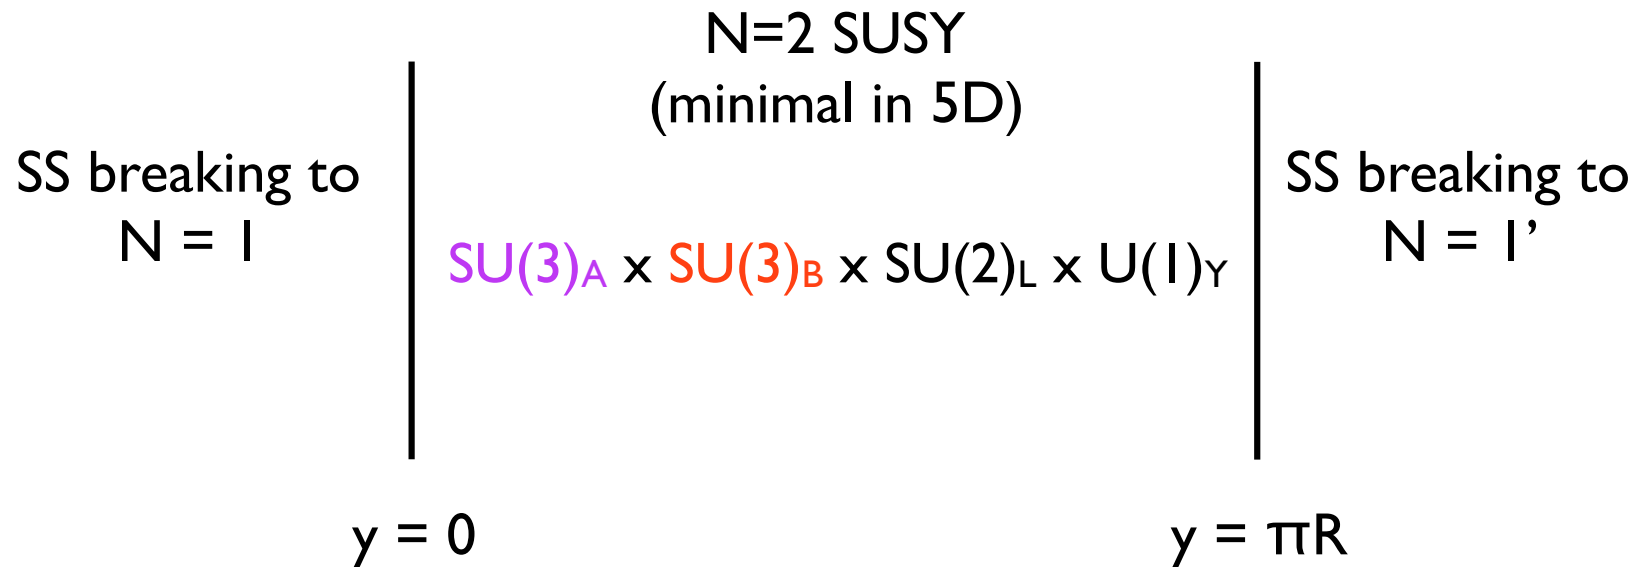 N=2 SUSY
(minimal in 5D)
SS breaking to
N = 1
SU(3)A x SU(3)B x SU(2)L x U(1)Y
SS breaking to
N = 1’
y = 0
y = πR